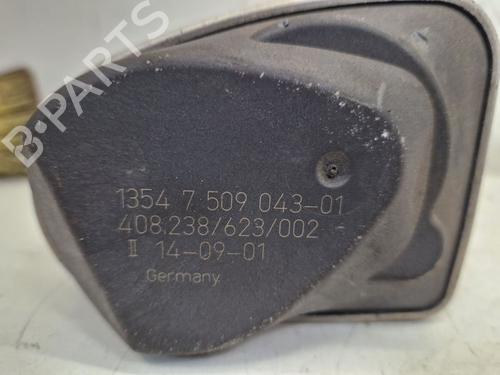 B-PARTS
1354 7 509 043-01
408.238/623/002
II 14-09-01
Germany